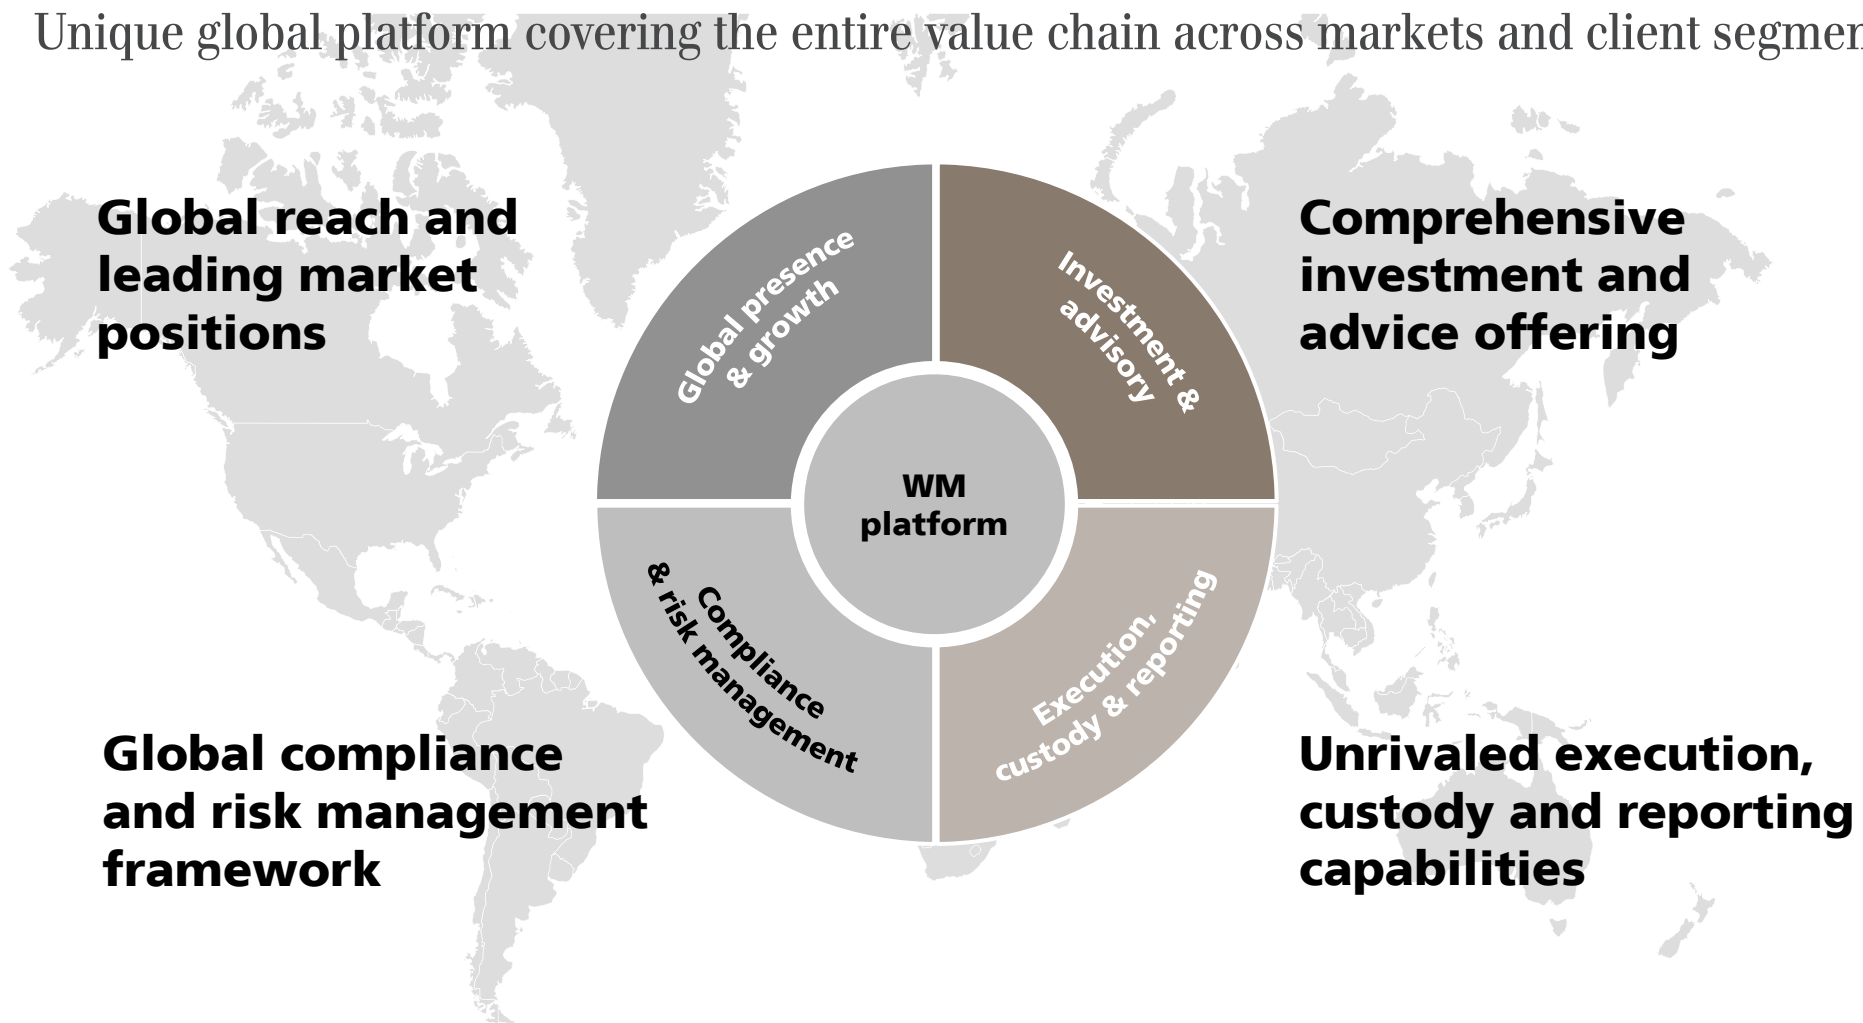 Unique global platform covering the entire value chain across markets and client
Global reach and
leading market
positions
Comprehensive
investment and
advice offering
Global presence
& growth
Investment &
advisory
WM
platform
Compliance
& risk management
Execution,
custody & reporting
Global compliance
and risk management
framework
Unrivaled execution,
custody and reporting
capabilities